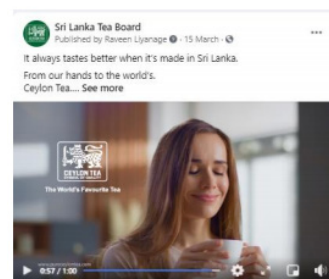 Sri Lanka Tea Board
Published by Raveen Liyanage · 15 March ·
It always tastes better when it's made in Sri Lanka.
From our hands to the world's.
Ceylon Tea.... See more
CEYLON TEA
The World's Favourite Tea
0:57 / 1:00